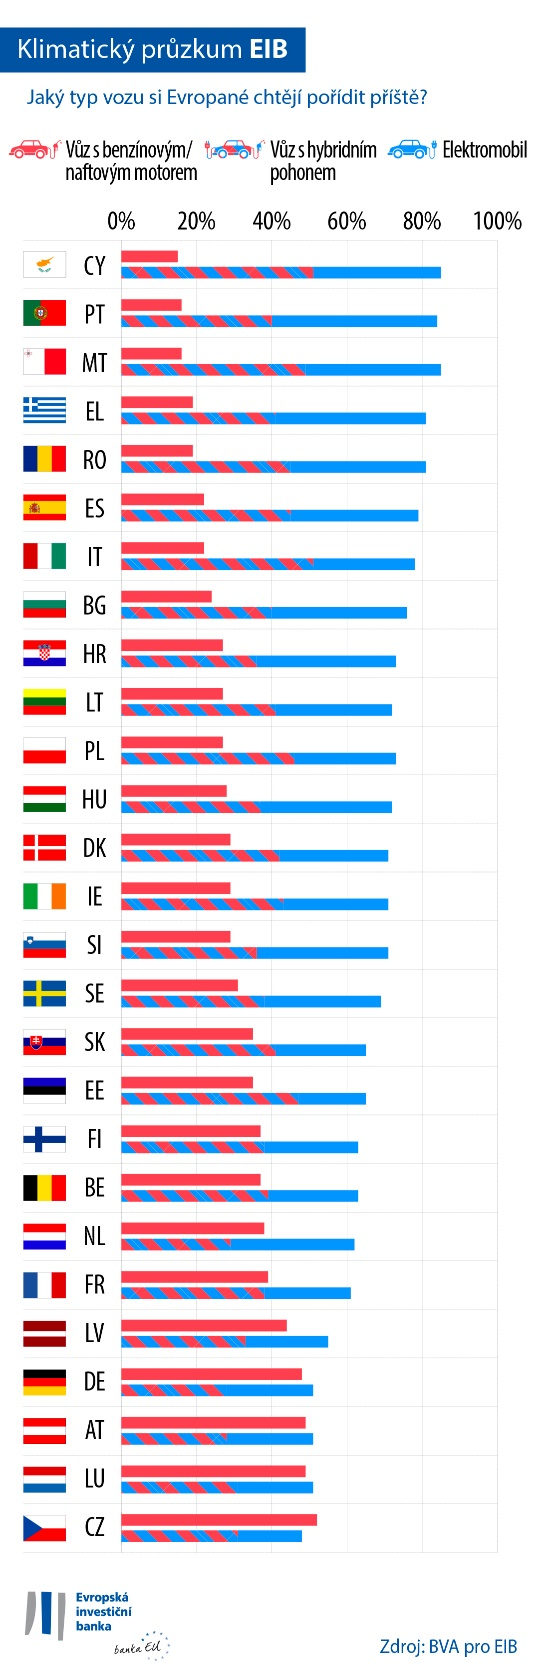 Klimatický průzkum EIB
Jaký typ vozu si Evropané chtějí pořídit příště?
Vůz s benzínovým/
naftovým motorem
Vůz s hybridním
pohonem
Elektromobil
0% 20% 40% 60% 80% 100%
CY
PT
MT
EL
RO
ES
IT
BG
HR
LT
PL
HU
DK
IE
SI
SE
SK
EE
FI
BE
NL
FR
LV
DE
AT
LU
CZ
Evropská
investiční
banka
banka EU
Zdroj: BVA pro EIB